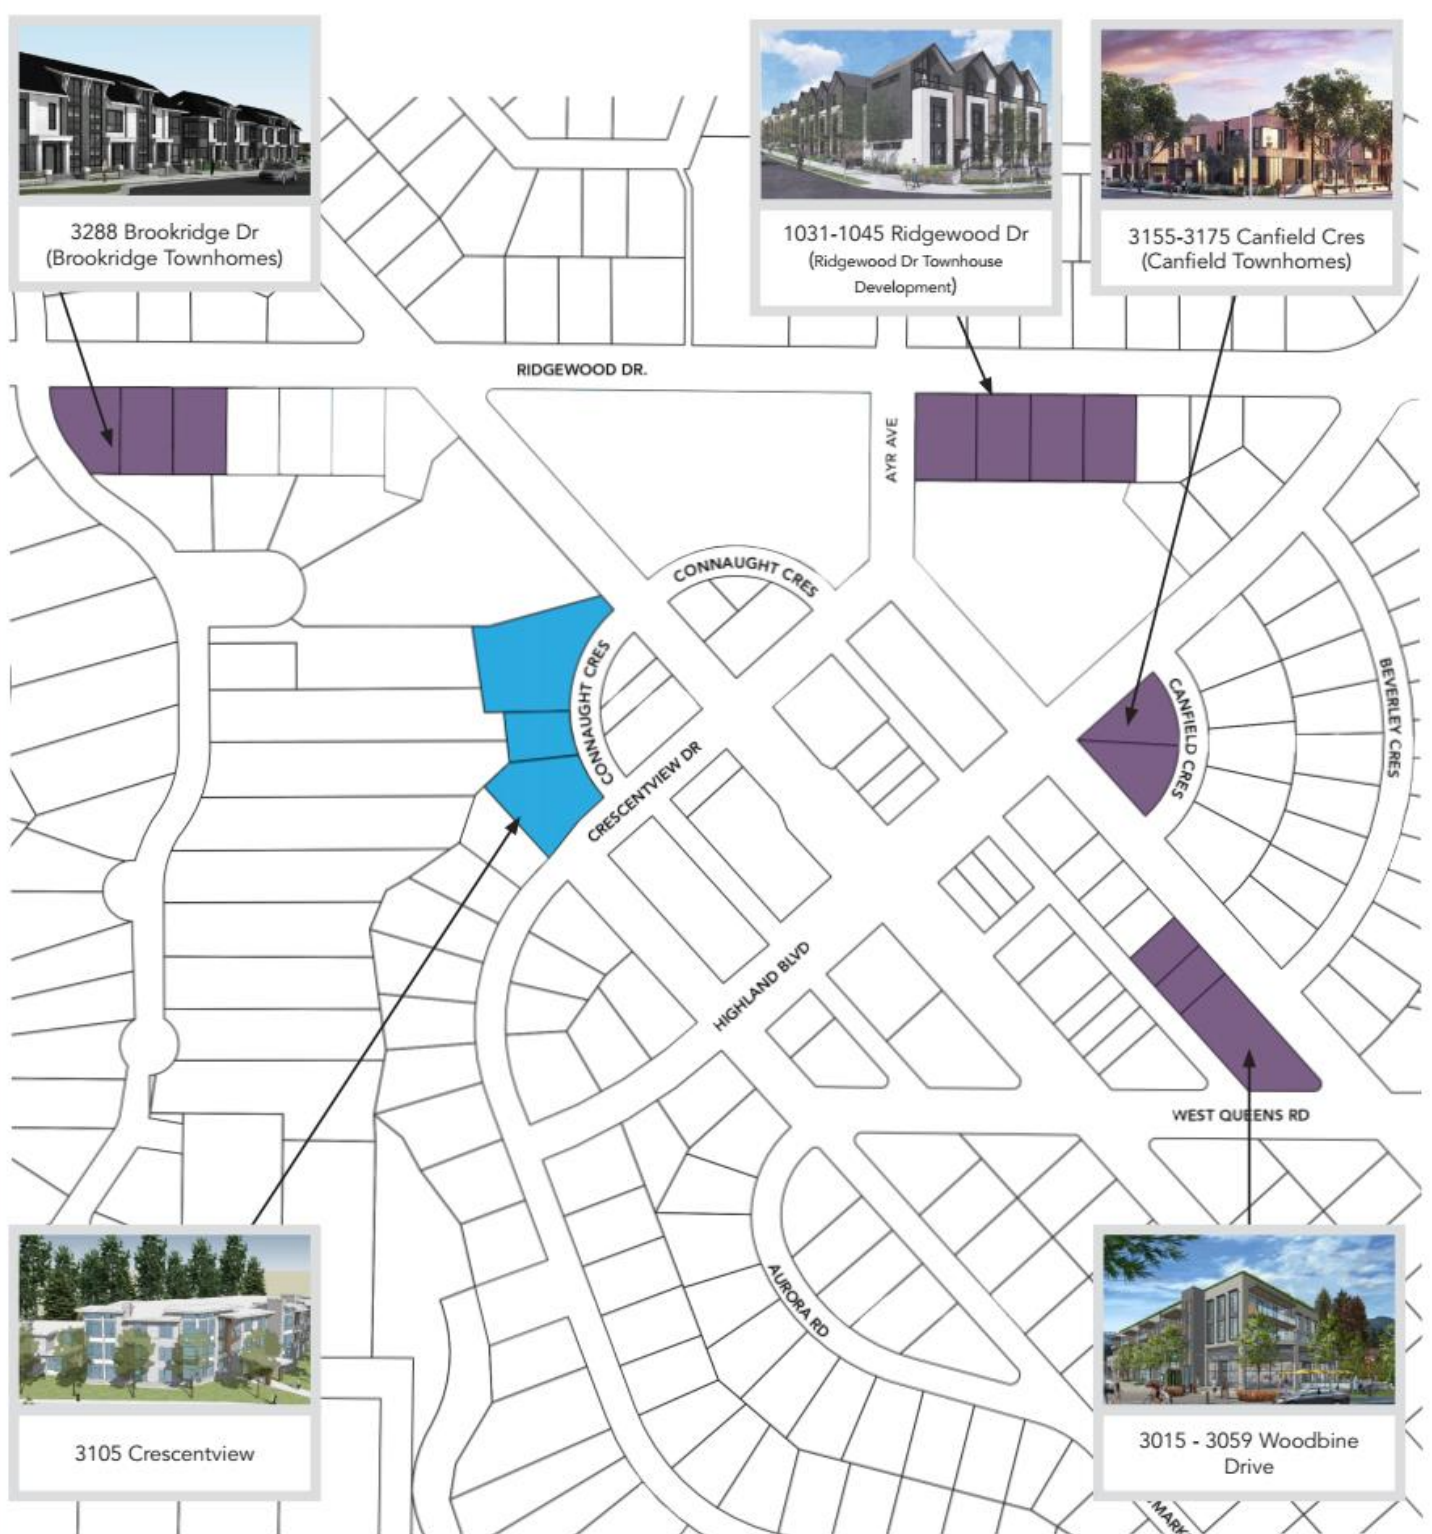 3288 Brookridge Dr
(Brookridge Townhomes)
1031-1045 Ridgewood Dr
(Ridgewood Dr Townhouse
Development)
3155-3175 Canfield Cres
(Canfield Townhomes)
RIDGEWOOD DR.
AYR AVE
CONNAUGHT CRES
CONNAUGHT CRES
CRESCENTVIEW DR
CANFIELD CRES
BEVERLEY CRES
HIGHLAND BLVD
WEST QUEENS RD
AURORA RD
3105 Crescentview
3015 - 3059 Woodbine
Drive